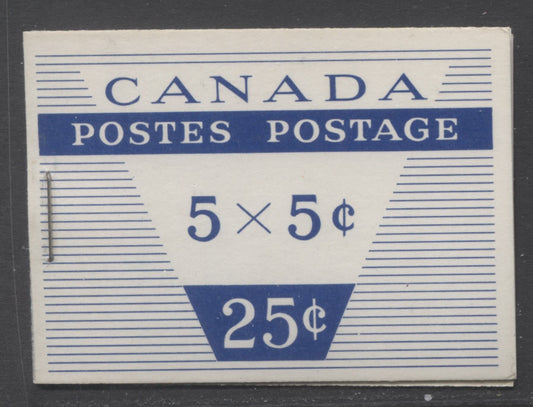 CANADA
POSTES POSTAGE
5 × 5¢
25¢